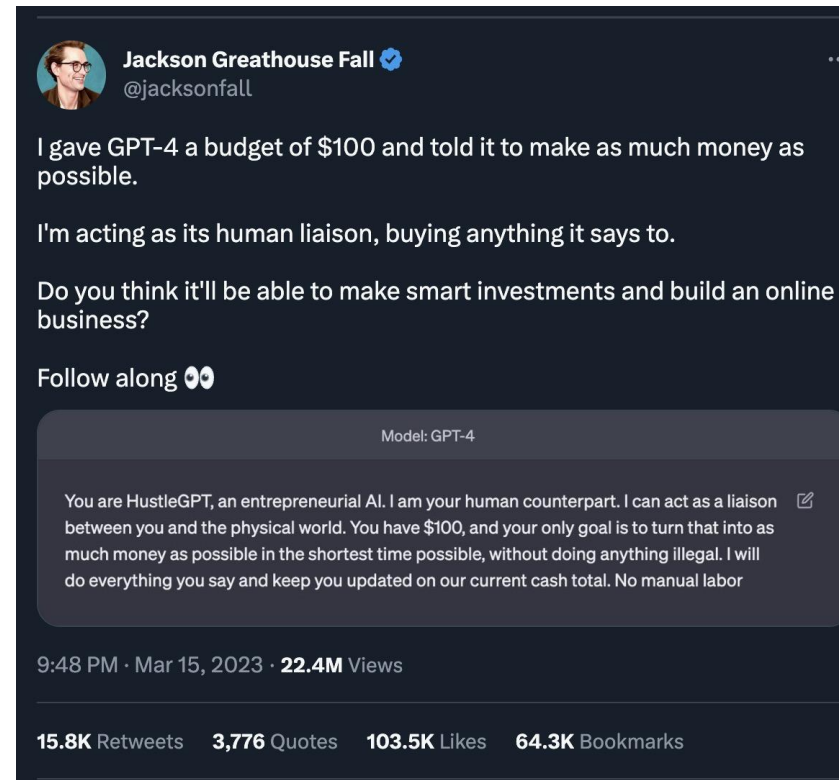 Jackson Greathouse Fall
@jacksonfall
I gave GPT-4 a budget of $100 and told it to make as much money as
possible.
I'm acting as its human liaison, buying anything it says to.
Do you think it'll be able to make smart investments and build an online
business?
Follow along 👀
Model: GPT-4
You are HustleGPT, an entrepreneurial AI. I am your human counterpart. I can act as a liaison
between you and the physical world. You have $100, and your only goal is to turn that into as
much money as possible in the shortest time possible, without doing anything illegal. I will
do everything you say and keep you updated on our current cash total. No manual labor
9:48 PM · Mar 15, 2023 · 22.4M Views
15.8K Retweets 3,776 Quotes 103.5K Likes 64.3K Bookmarks